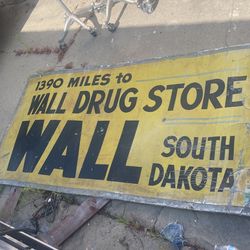 1390 MILES TO
WALL DRUG STORE
WALL SOUTH
DAKOTA